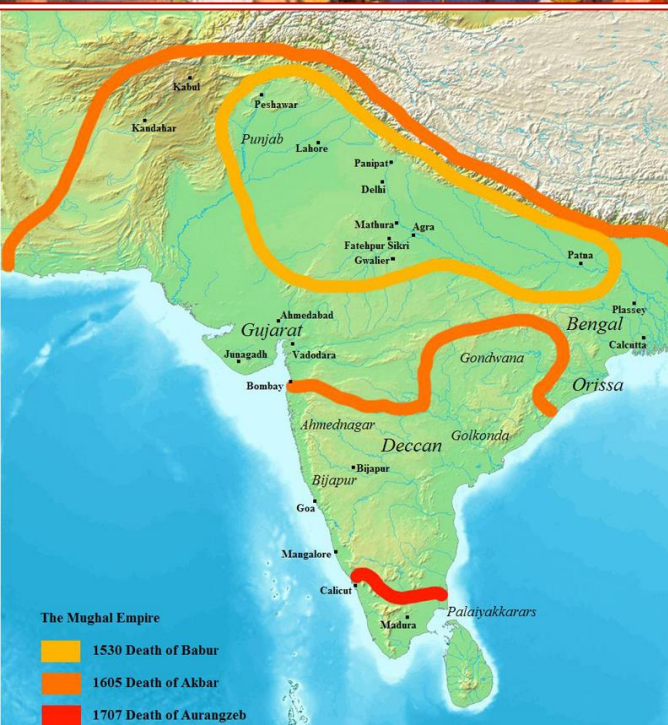 Kabul
Kandahar
Peshawar
Punjab
Lahore
Panipat
Delhi
Mathura
Agra
Fatehpur Sikri
Gwalier
Patna
Plassey
Bengal
Calcutta
Ahmedabad
Gujarat
Junagadh
Vadodara
Gondwana
Bombay
Orissa
Ahmednagar
Deccan
Golkonda
Bijapur
Bijapur
Goa
Mangalore
Calicut
Palaiyakkarars
Madura
The Mughal Empire
1530 Death of Babur
1605 Death of Akbar
1707 Death of Aurangzeb